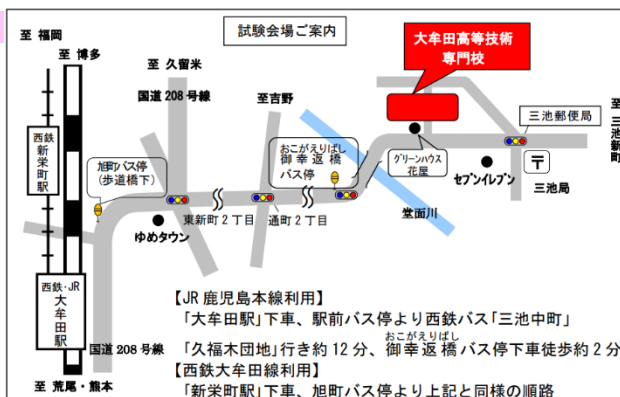 試験会場ご案内
至 福岡
至 博多
至 久留米
国道 208 号線
至吉野
大牟田高等技術
専門校
三池郵便局
至 三池新町
西鉄
新栄町駅
旭町バス停
(歩道橋下)
おこがえりばし
御幸返橋
バス停
グリーンハウス
花屋
セブンイレブン
〒
三池局
東新町2丁目
通町2丁目
堂面川
ゆめタウン
西鉄・JR
大牟田駅
国道 208 号線
至 荒尾・熊本
【JR 鹿児島本線利用】
「大牟田駅」下車、駅前バス停より西鉄バス「三池中町」
おこがえりばし
「久福木団地」行き約 12 分、御幸返橋バス停下車徒歩約 2 分
【西鉄大牟田線利用】
「新栄町駅」下車、旭町バス停より上記と同様の順路